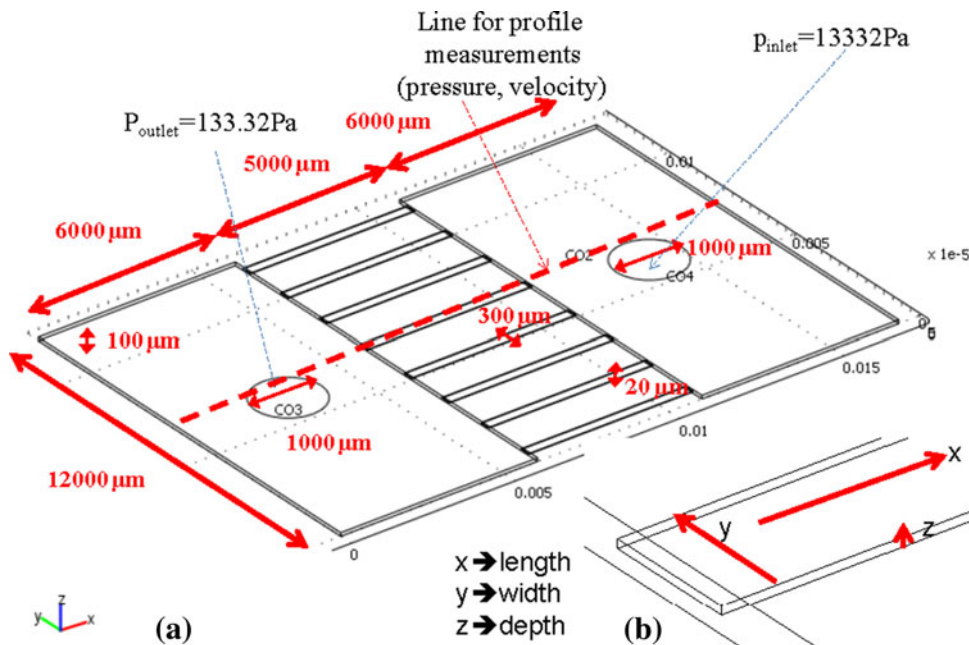 Line for profile
measurements
(pressure, velocity)
p_inlet=13332Pa
P_outlet=133.32Pa
6000 μm
5000 μm
6000 μm
0.01
0.005
x 1e-5
1000 μm
CO2
CO4
300 μm
100 μm
20 μm
0.015
CO3
1000 μm
0.01
12000 μm
0.005
0
x
y
z
x→length
y→width
z→depth
z
y
x
(a)
(b)